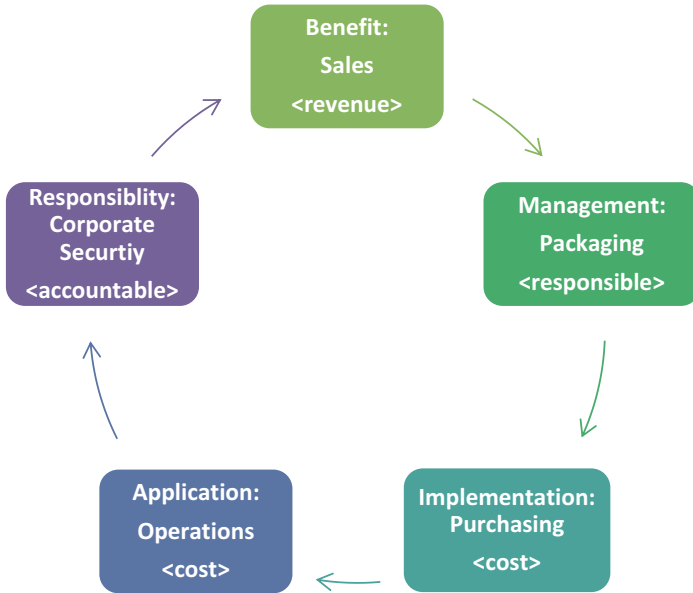 Benefit:
Sales
<revenue>
Management:
Packaging
<responsible>
Implementation:
Purchasing
<cost>
Application:
Operations
<cost>
Responsiblity:
Corporate
Securtiy
<accountable>